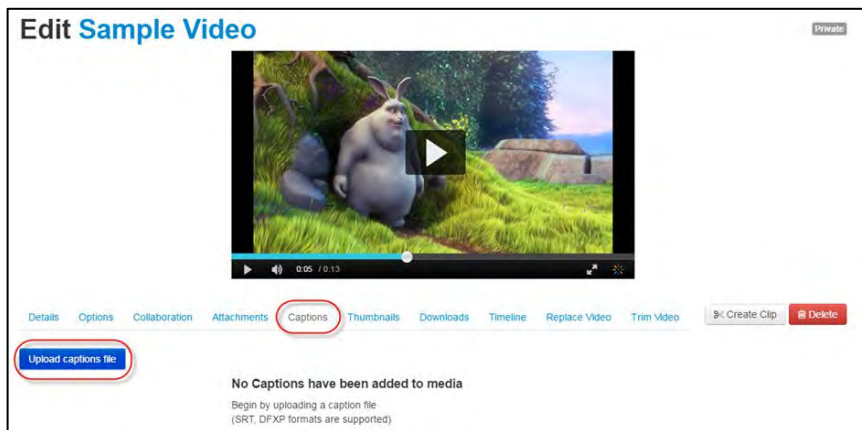 Edit Sample Video
Private
0:05 / 0:13
Details Options Collaboration Attachments Captions Thumbnails Downloads Timeline Replace Video Trim Video Create Clip Delete
Upload captions file
No Captions have been added to media
Begin by uploading a caption file
(SRT, DFXP formats are supported)